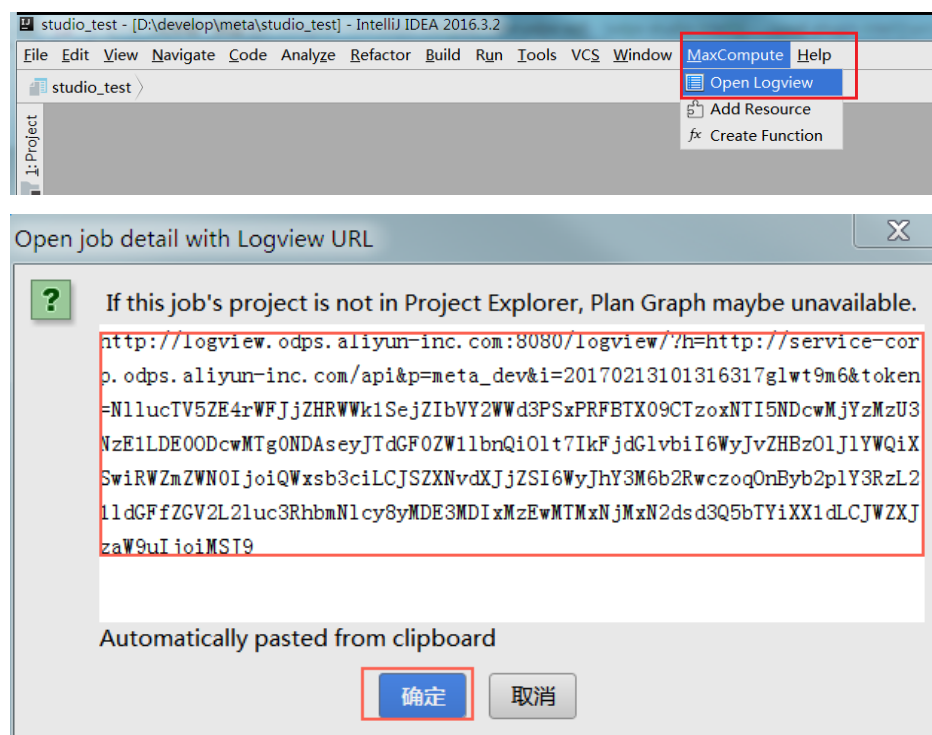 studio_test - [D:\develop\meta\studio_test] - IntelliJ IDEA 2016.3.2
File Edit View Navigate Code Analyze Refactor Build Run Tools VCS Window MaxCompute Help
studio_test
Open Logview
Add Resource
fx Create Function
1: Project
Open job detail with Logview URL
If this job's project is not in Project Explorer, Plan Graph maybe unavailable.
http://logview.odps.aliyun-inc.com:8080/logview/?h=http://service-cor
p.odps.aliyun-inc.com/api&p=meta_dev&i=20170213101316317glwt9m6&token
=NllucTV5ZE4rWFJjZHRWWk1SejZIbVY2WWd3PSxPRFBTX09CTzoxNTI5NDcwMjYzMzU3
NzE1LDE0ODcwMTg0NDAseyJTdGF0ZW1lbnQiOlt7IkFjdGlvbiI6WyJvZHBzOlJlYWQiX
SwiRWZmZWN0IjoiQWxsb3ciLCJSZXNvdXJjZSI6WyJhY3M6b2RwczoqOnByb2plY3RzL2
1ldGFfZGV2L2luc3RhbmNlcy8yMDE3MDIxMzEwMTMxNjMxN2dsd3Q5bTYiXX1dLCJWZXJ
zaW9uIjoiMSJ9
Automatically pasted from clipboard
确定 取消